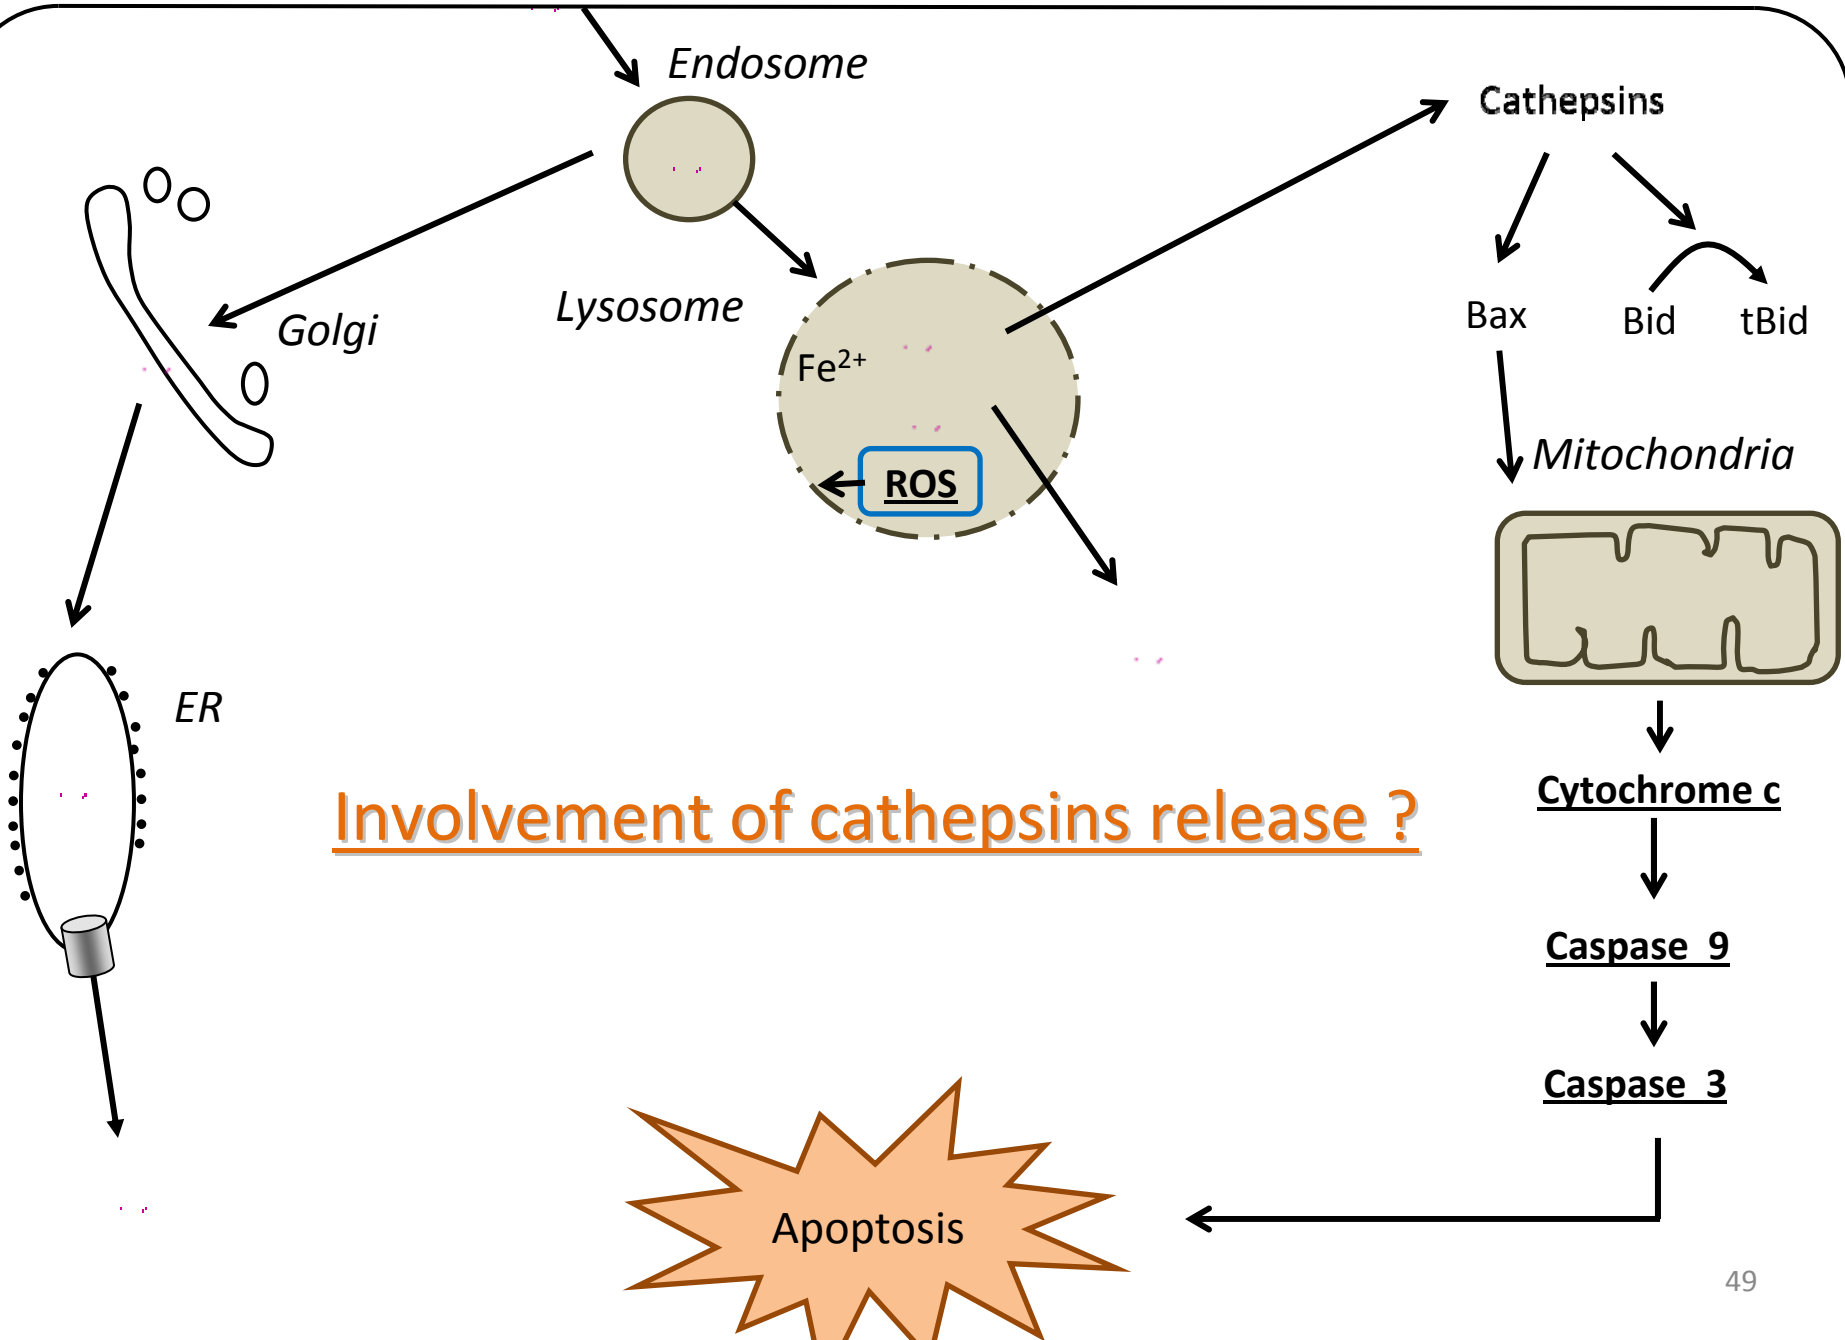 Endosome
Cathepsins
Golgi
Lysosome
Fe²⁺
ROS
Bax
Bid
tBid
Mitochondria
ER
Involvement of cathepsins release ?
Cytochrome c
Caspase 9
Caspase 3
Apoptosis
49